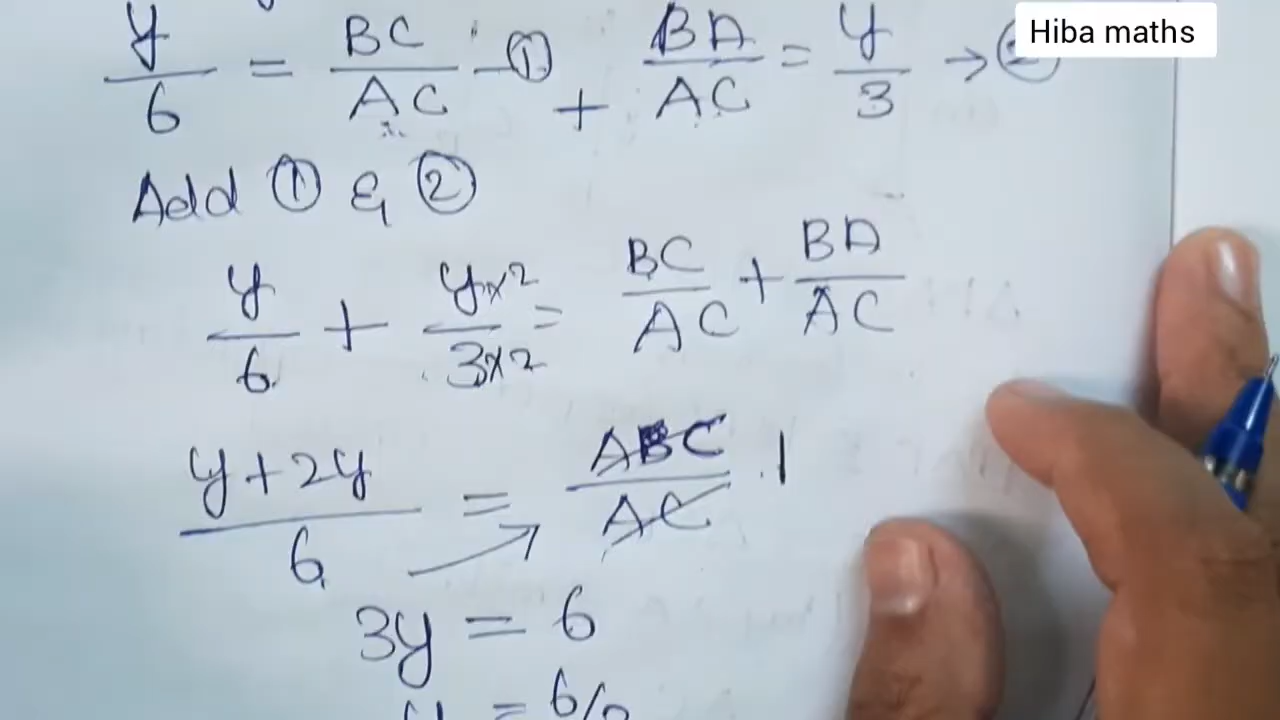 Hiba maths
y/6 = BC/AC - ① + BA/AC = y/3 → ②
Add ① & ②
y/6 + y×2/3×2 = BC/AC + BA/AC
y+2y/6 = ABC/AC 1
3y = 6
y = 6/